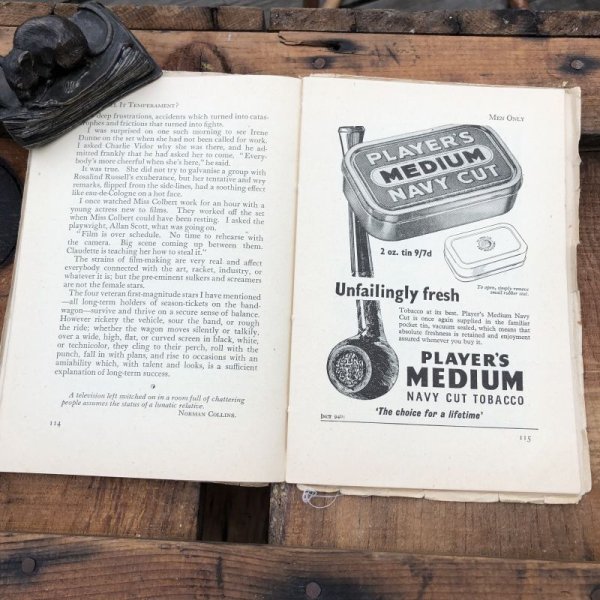 IT TEMPERAMENT?
deep frustrations, accidents which turned into catas-
trophes and frictions that turned into fights.
I was surprised on one such morning to see Irene
Dunne on the set when she had not been called for work.
I asked Charlie Vidor why she was there, and he ad-
mitted frankly that he had asked her to come. "Every-
body's more cheerful when she's here," he said.
It was true. She did not try to galvanise a group with
Rosalind Russell's exuberance, but her tentative and wry
remarks, flipped from the side-lines, had a soothing effect
like eau-de-Cologne on a hot face.
I once watched Miss Colbert work for an hour with a
young actress new to films. They worked off the set
when Miss Colbert could have been resting. I asked the
playwright, Allan Scott, what was going on.
"Film is over schedule. No time to rehearse with
the camera. Big scene coming up between them.
Claudette is teaching her how to steal it."
The strains of film-making are very real and affect
everybody connected with the art, racket, industry, or
whatever it is; but the pre-eminent sulkers and screamers
are not the female stars.
The four veteran first-magnitude stars I have mentioned
—all long-term holders of season-tickets on the band-
wagon—survive and thrive on a secure sense of balance.
However rickety the vehicle, sour the band, or rough
the ride; whether the wagon moves silently or talkily,
over a wide, high, flat, or curved screen in black, white,
or technicolor, they cling to their perch, roll with the
punch, fall in with plans, and rise to occasions with an
amiability which, with talent and looks, is a sufficient
explanation of long-term success.
A television left switched on in a room full of chattering
people assumes the status of a lunatic relative.
NORMAN COLLINS.
114
MEN ONLY
PLAYER'S
MEDIUM
NAVY CUT
2 oz. tin 9/7d
To open, simply remove
small rubber seal.
Unfailingly fresh
Tobacco at its best. Player's Medium Navy
Cut is once again supplied in the familiar
pocket tin, vacuum sealed, which means that
absolute freshness is retained and enjoyment
assured whenever you buy it.
PLAYER'S
MEDIUM
NAVY CUT TOBACCO
'The choice for a lifetime'
115